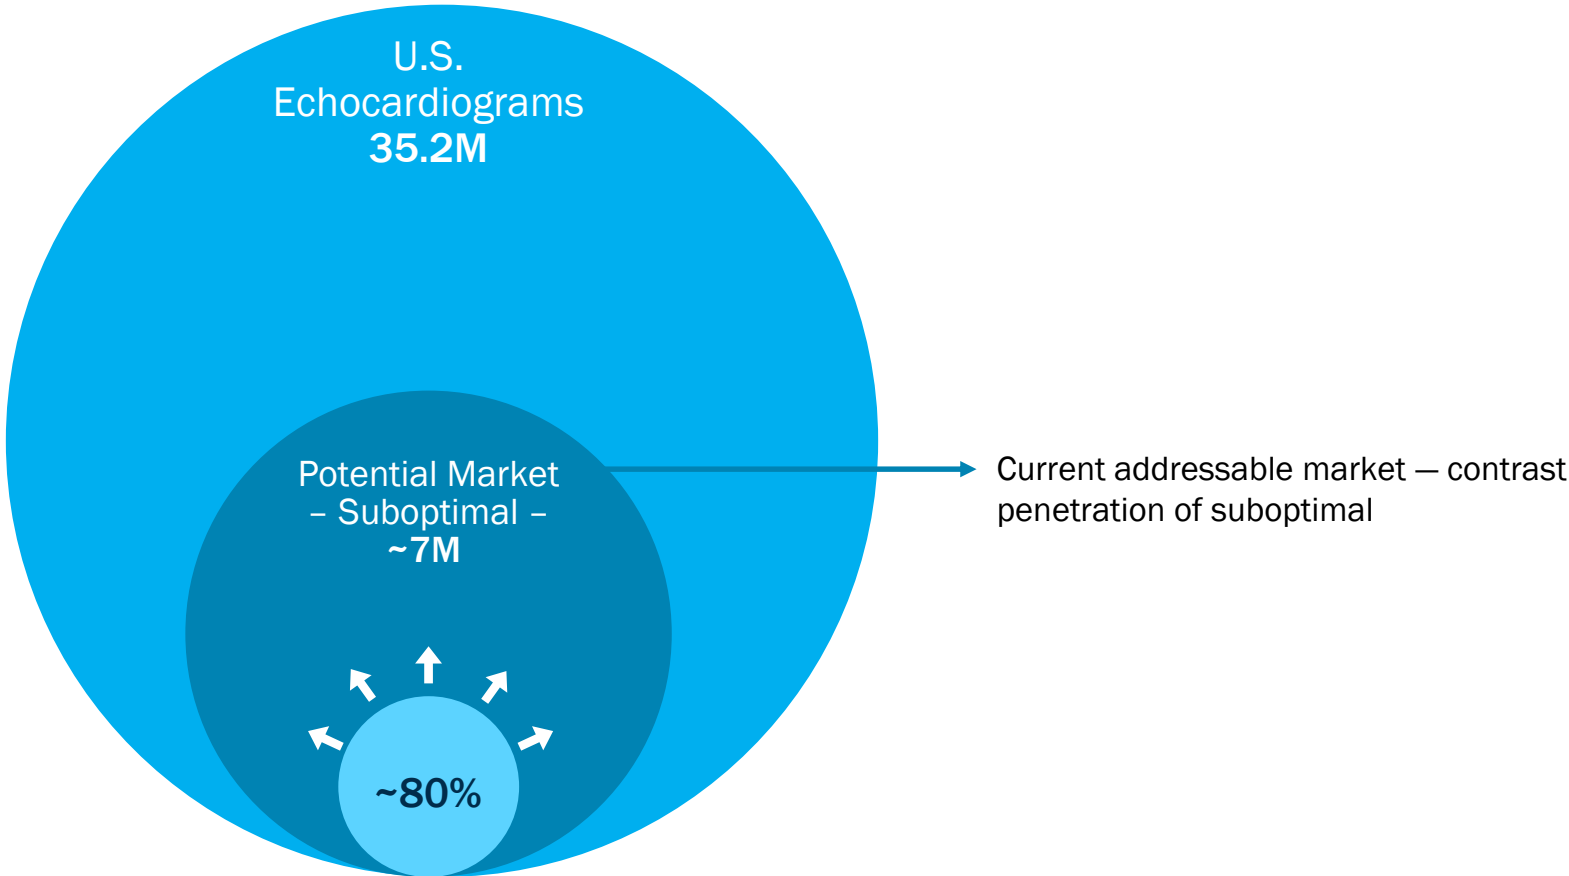 U.S.
Echocardiograms
35.2M
Potential Market
– Suboptimal –
~7M
Current addressable market — contrast
penetration of suboptimal
~80%